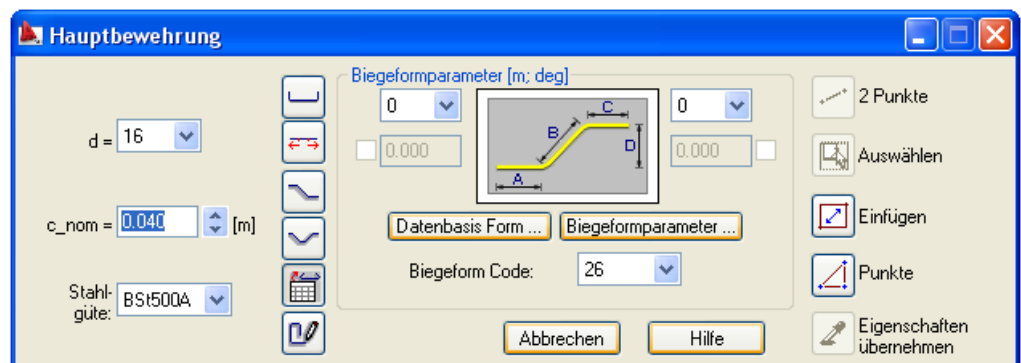 Hauptbewehrung
d = 16
c_nom = 0.040 [m]
Stahl-
güte: BSt500A
Biegeformparameter [m; deg]
0
0.000
A
B
C
D
0
0.000
Datenbasis Form ...
Biegeformparameter ...
Biegeform Code: 26
Abbrechen
Hilfe
2 Punkte
Auswählen
Einfügen
Punkte
Eigenschaften
übernehmen